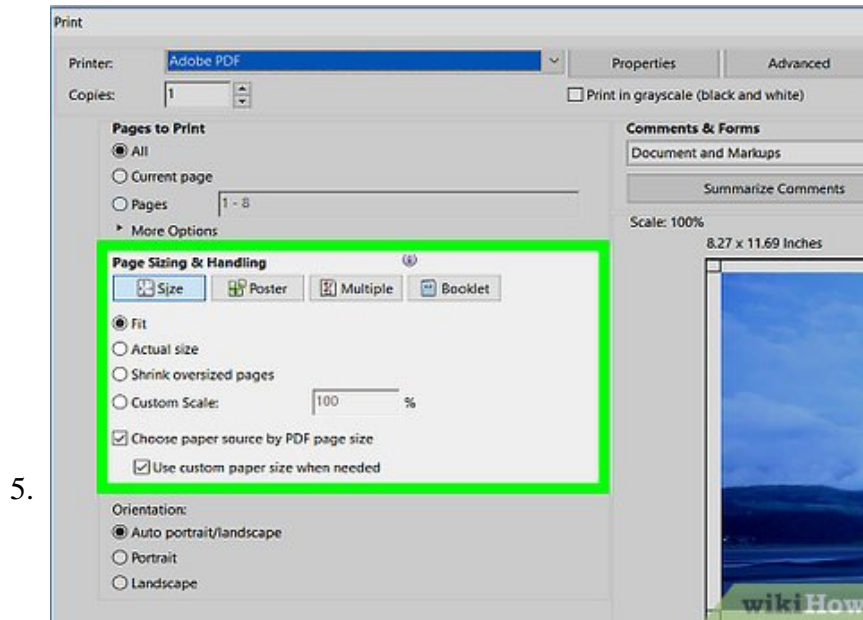 Print
Printer: Adobe PDF Properties Advanced
Copies: 1 Print in grayscale (black and white)
Pages to Print
All
Current page
Pages 1 - 8
More Options
Comments & Forms
Document and Markups
Summarize Comments
Scale: 100%
8.27 x 11.69 Inches
Page Sizing & Handling
Size Poster Multiple Booklet
Fit
Actual size
Shrink oversized pages
Custom Scale: 100 %
Choose paper source by PDF page size
Use custom paper size when needed
5.
Orientation:
Auto portrait/landscape
Portrait
Landscape
wikiHow